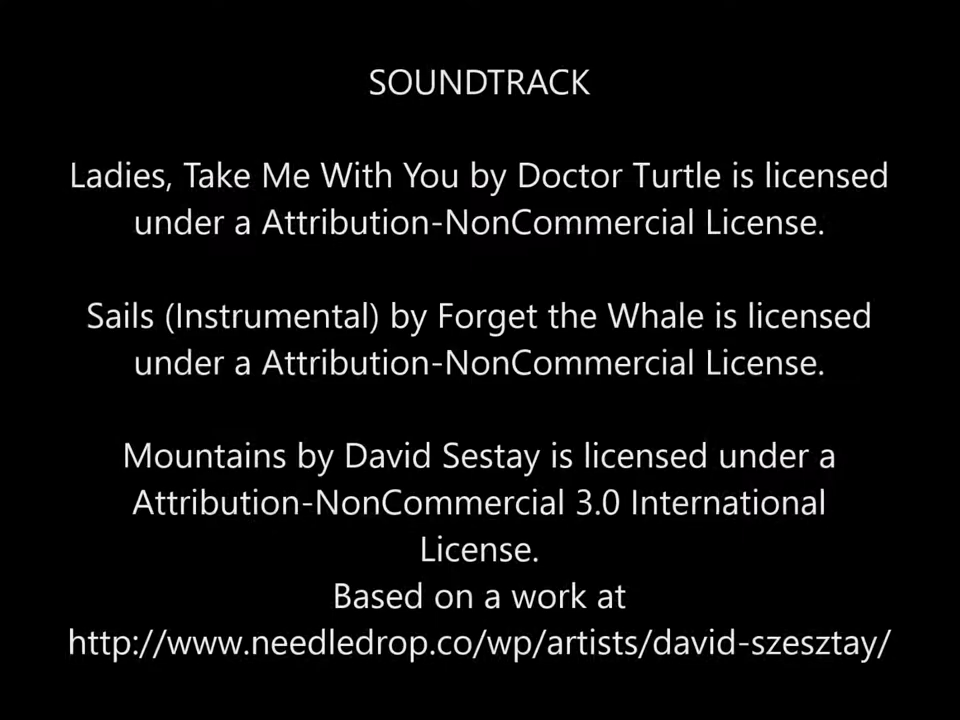 SOUNDTRACK
Ladies, Take Me With You by Doctor Turtle is licensed
under a Attribution-NonCommercial License.
Sails (Instrumental) by Forget the Whale is licensed
under a Attribution-NonCommercial License.
Mountains by David Sestay is licensed under a
Attribution-NonCommercial 3.0 International
License.
Based on a work at
http://www.needledrop.co/wp/artists/david-szesztay/